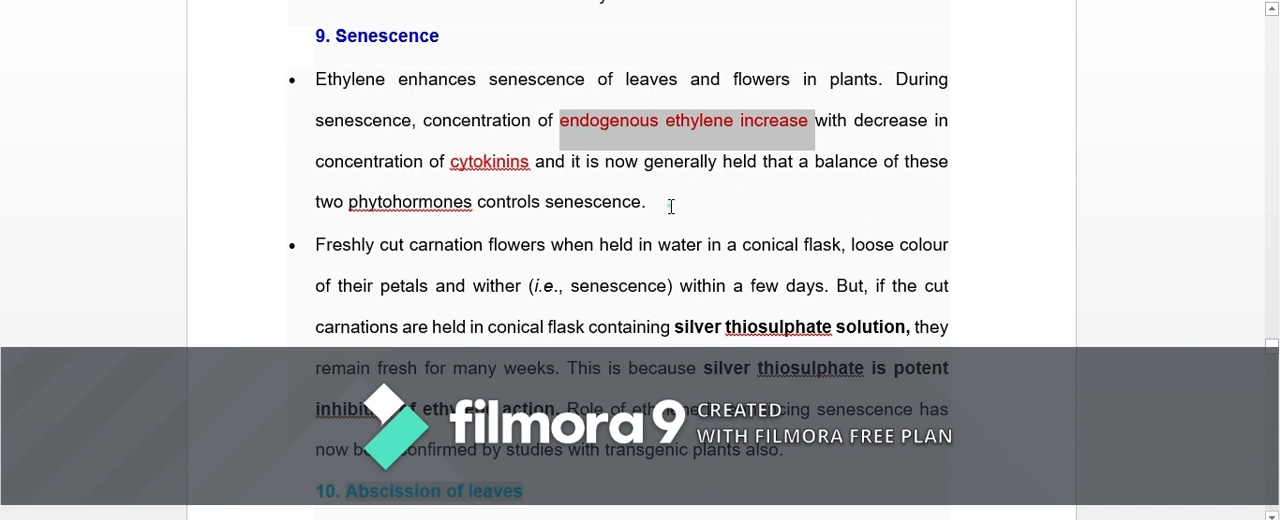 9. Senescence
• Ethylene enhances senescence of leaves and flowers in plants. During
senescence, concentration of endogenous ethylene increase with decrease in
concentration of cytokinins and it is now generally held that a balance of these
two phytohormones controls senescence.
• Freshly cut carnation flowers when held in water in a conical flask, loose colour
of their petals and wither (i.e., senescence) within a few days. But, if the cut
carnations are held in conical flask containing silver thiosulphate solution, they
remain fresh for many weeks. This is because silver thiosulphate is potent
action. Role of senescence has
now confirmed by studies with transgenic plants also.
filmora9 CREATED
WITH FILMORA FREE PLAN
10. Abscission of leaves